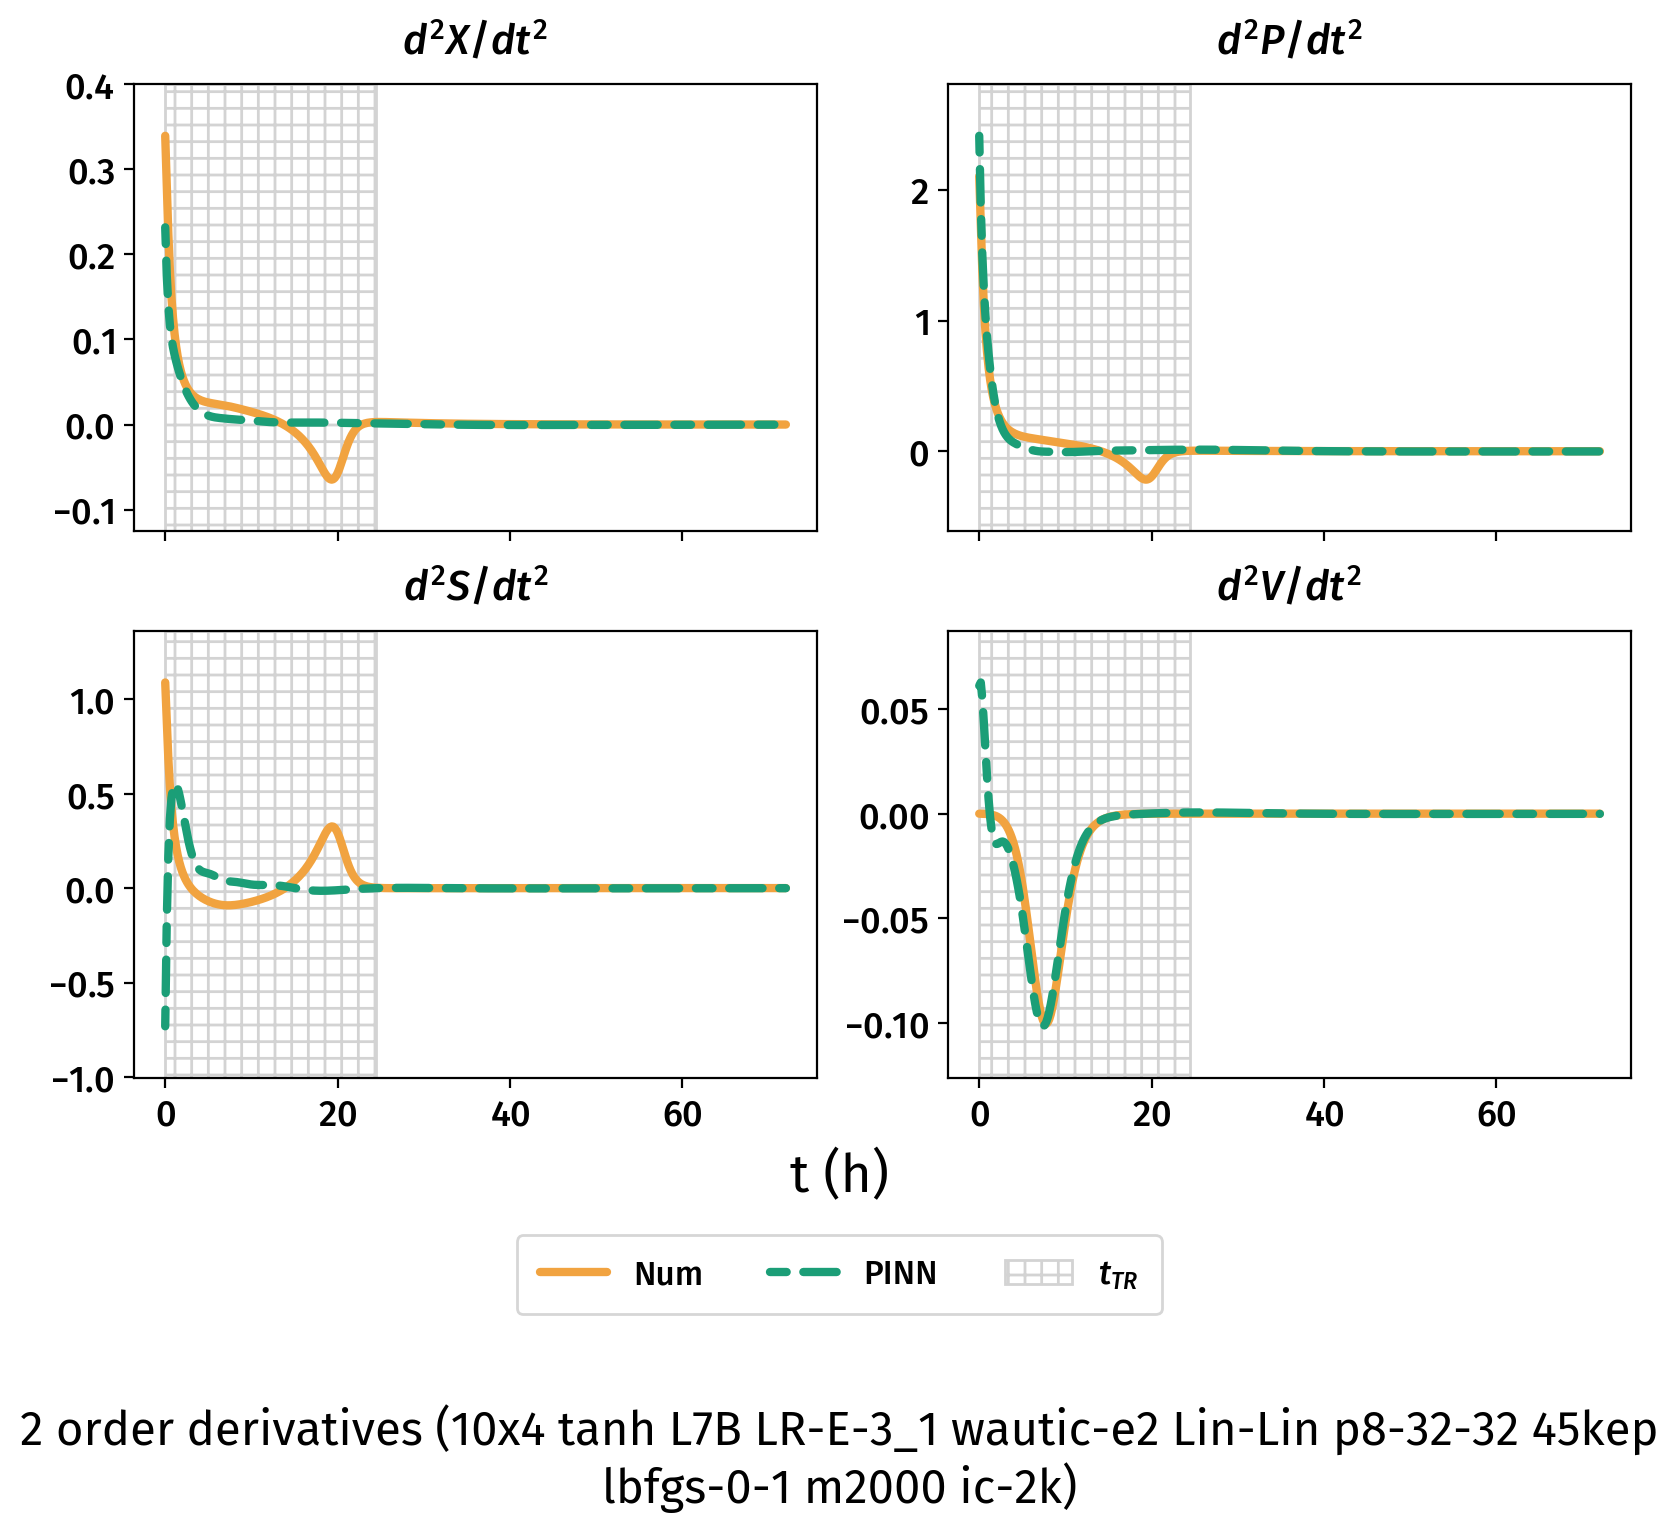 d²X/dt²
d²P/dt²
0.4
0.3
0.2
0.1
0.0
−0.1
2
1
0
d²S/dt²
d²V/dt²
1.0
0.5
0.0
−0.5
−1.0
0.05
0.00
−0.05
−0.10
0 20 40 60
0 20 40 60
t (h)
Num PINN t_TR
2 order derivatives (10x4 tanh L7B LR-E-3_1 wautic-e2 Lin-Lin p8-32-32 45kep
lbfgs-0-1 m2000 ic-2k)